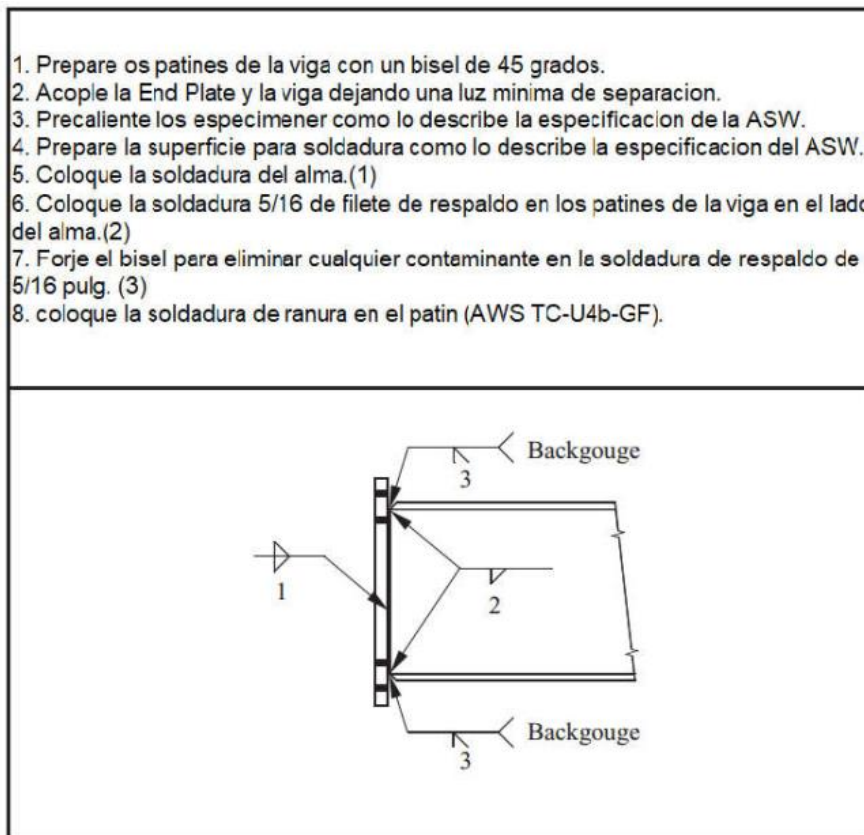 1. Prepare os patines de la viga con un bisel de 45 grados.
2. Acople la End Plate y la viga dejando una luz minima de separacion.
3. Precaliente los especimener como lo describe la especificacion de la ASW.
4. Prepare la superficie para soldadura como lo describe la especificacion del ASW.
5. Coloque la soldadura del alma.(1)
6. Coloque la soldadura 5/16 de filete de respaldo en los patines de la viga en el lado
del alma.(2)
7. Forje el bisel para eliminar cualquier contaminante en la soldadura de respaldo de
5/16 pulg. (3)
8. coloque la soldadura de ranura en el patin (AWS TC-U4b-GF).
Backgouge
3
1
2
Backgouge
3